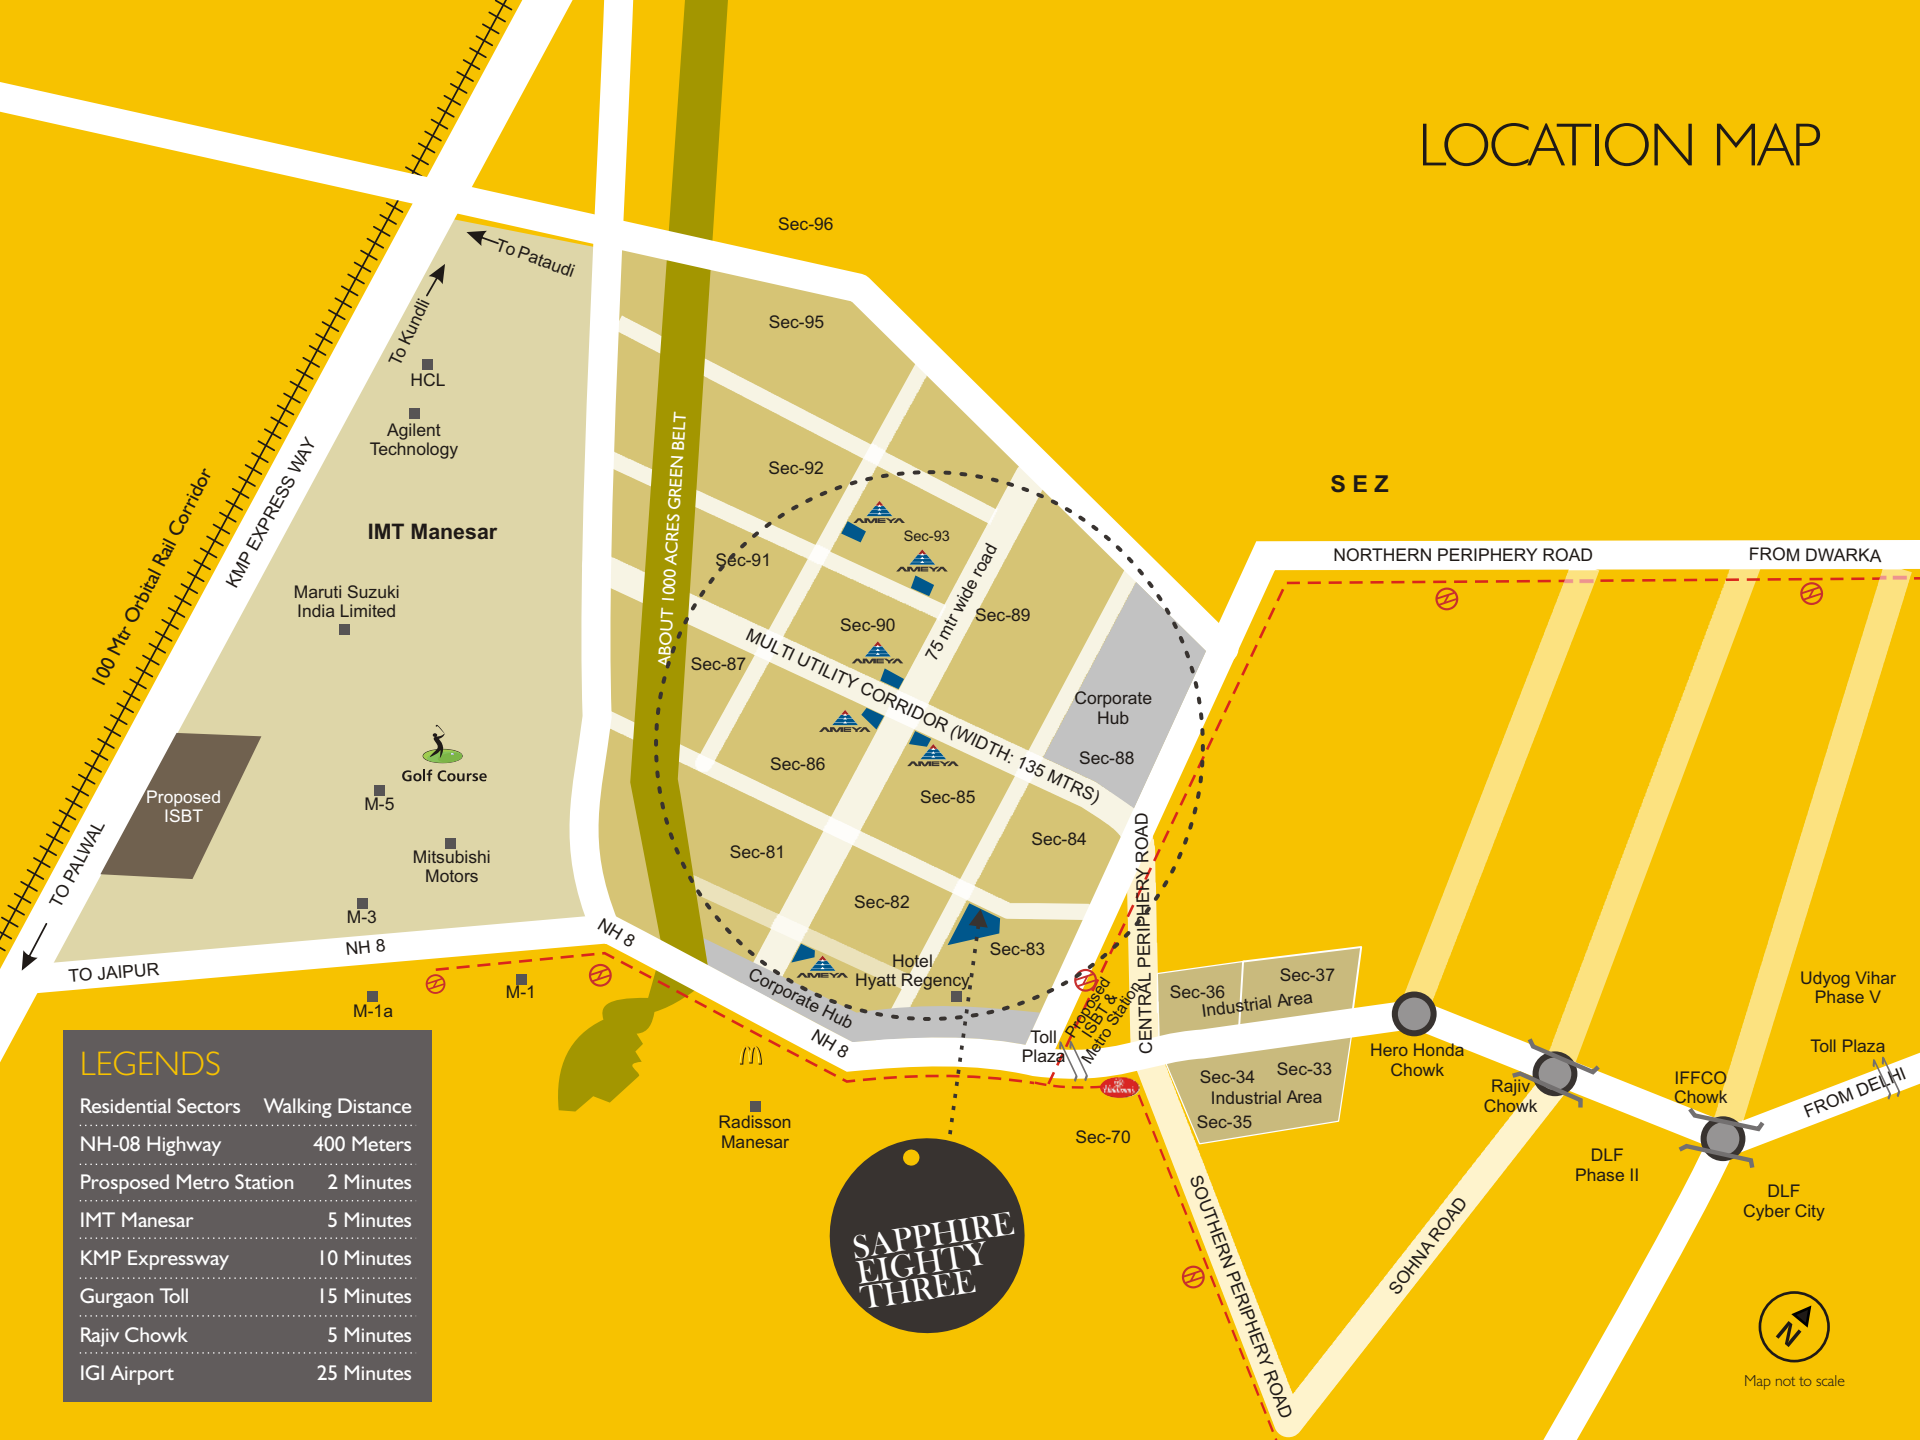 LOCATION MAP
Sec-96
To Pataudi
To Kundli
Sec-95
HCL
Agilent
Technology
KMP EXPRESS WAY
100 Mtr Orbital Rail Corridor
IMT Manesar
ABOUT 1000 ACRES GREEN BELT
Sec-92
AMEYA
Sec-93
AMEYA
Sec-91
75 mtr wide road
Sec-89
Sec-90
AMEYA
Sec-87
MULTI UTILITY CORRIDOR (WIDTH: 135 MTRS)
AMEYA
AMEYA
Sec-86
Sec-85
Sec-84
Sec-81
Sec-82
Sec-83
Corporate
Hub
Sec-88
SEZ
NORTHERN PERIPHERY ROAD
FROM DWARKA
Maruti Suzuki
India Limited
Golf Course
M-5
Proposed
ISBT
Mitsubishi
Motors
TO PALWAL
M-3
NH 8
TO JAIPUR
NH 8
M-1
M-1a
AMEYA
Hotel
Hyatt Regency
Corporate Hub
NH 8
Toll
Plaza
Proposed
ISBT &
Metro Station
CENTRAL PERIPHERY ROAD
Sec-36
Sec-37
Industrial Area
Sec-34
Sec-33
Industrial Area
Sec-35
Sec-70
Hero Honda
Chowk
Rajiv
Chowk
IFFCO
Chowk
Udyog Vihar
Phase V
Toll Plaza
FROM DELHI
DLF
Phase II
DLF
Cyber City
SOHNA ROAD
SOUTHERN PERIPHERY ROAD
Radisson
Manesar
SAPPHIRE
EIGHTY
THREE
LEGENDS
Residential Sectors Walking Distance
NH-08 Highway 400 Meters
Prosposed Metro Station 2 Minutes
IMT Manesar 5 Minutes
KMP Expressway 10 Minutes
Gurgaon Toll 15 Minutes
Rajiv Chowk 5 Minutes
IGI Airport 25 Minutes
N
Map not to scale